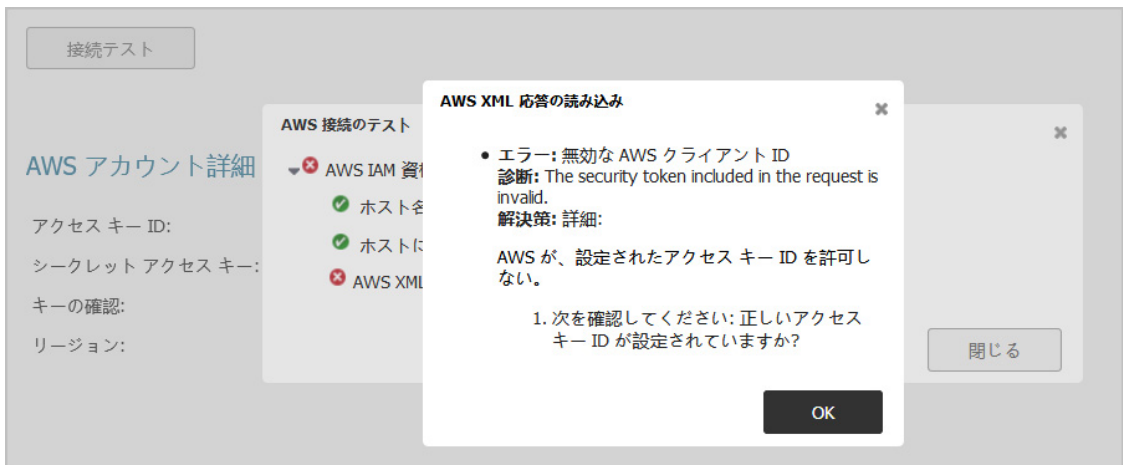 接続テスト
AWS アカウント詳細
アクセス キー ID:
シークレット アクセス キー:
キーの確認:
リージョン:
AWS 接続のテスト
AWS IAM
ホスト名
ホストに
AWS XML
閉じる
AWS XML 応答の読み込み
• エラー: 無効な AWS クライアント ID
診断: The security token included in the request is
invalid.
解決策: 詳細:
AWS が、設定されたアクセス キー ID を許可し
ない。
1. 次を確認してください: 正しいアクセス
キー ID が設定されていますか?
OK